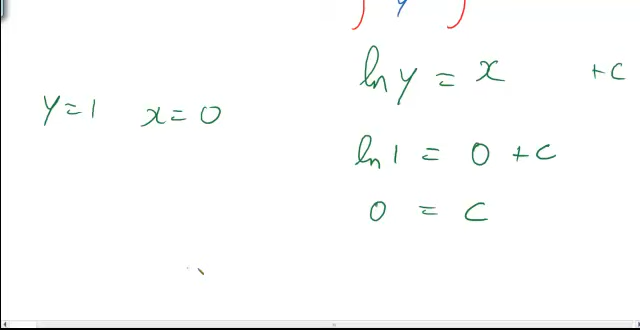 ∫ y ∫
ln y = x + c
y = 1 x = 0
ln 1 = 0 + c
0 = c